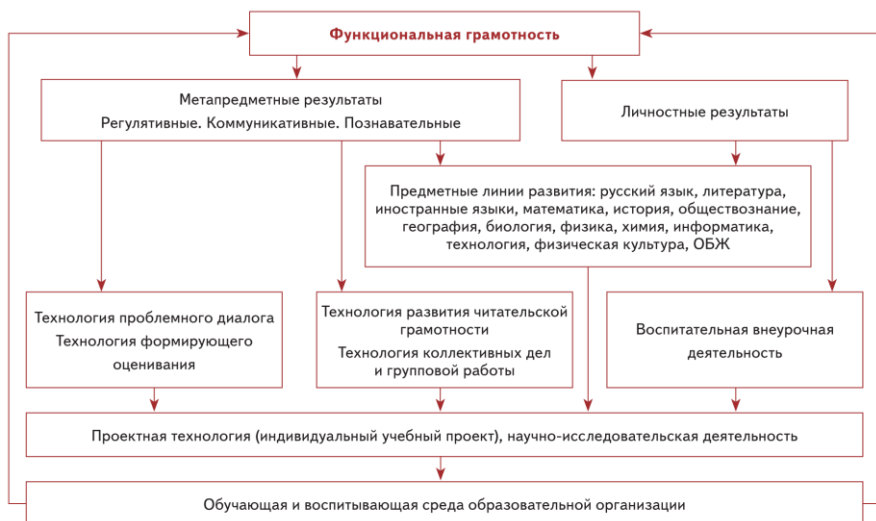 Функциональная грамотность
Метапредметные результаты
Регулятивные. Коммуникативные. Познавательные
Личностные результаты
Предметные линии развития: русский язык, литература,
иностранные языки, математика, история, обществознание,
география, биология, физика, химия, информатика,
технология, физическая культура, ОБЖ
Технология проблемного диалога
Технология формирующего
оценивания
Технология развития читательской
грамотности
Технология коллективных дел
и групповой работы
Воспитательная внеурочная
деятельность
Проектная технология (индивидуальный учебный проект), научно-исследовательская деятельность
Обучающая и воспитывающая среда образовательной организации